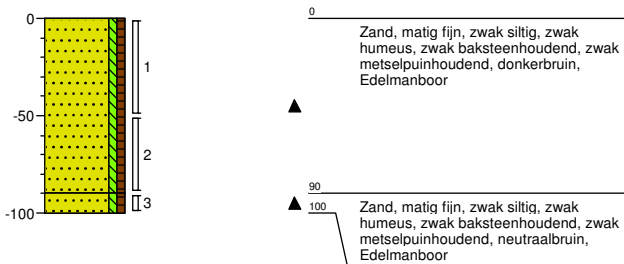 0
-50
-100
1
2
3
0
Zand, matig fijn, zwak siltig, zwak
humeus, zwak baksteenhoudend, zwak
metselpuinhoudend, donkerbruin,
Edelmanboor
90
100
Zand, matig fijn, zwak siltig, zwak
humeus, zwak baksteenhoudend, zwak
metselpuinhoudend, neutraalbruin,
Edelmanboor